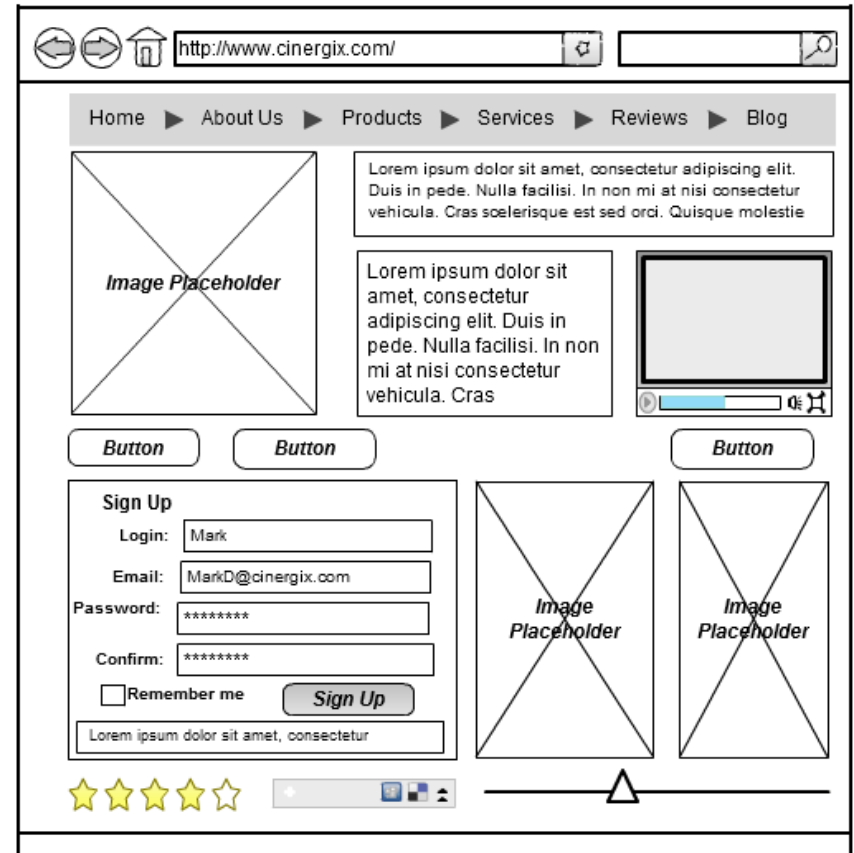 http://www.cinergix.com/
Home About Us Products Services Reviews Blog
Image Placeholder
Lorem ipsum dolor sit amet, consectetur adipiscing elit.
Duis in pede. Nulla facilisi. In non mi at nisi consectetur
vehicula. Cras scelerisque est sed orci. Quisque molestie
Lorem ipsum dolor sit
amet, consectetur
adipiscing elit. Duis in
pede. Nulla facilisi. In non
mi at nisi consectetur
vehicula. Cras
Button
Button
Button
Sign Up
Login: Mark
Email: MarkD@cinergix.com
Password: ********
Confirm: ********
Remember me
Sign Up
Lorem ipsum dolor sit amet, consectetur
Image
Placeholder
Image
Placeholder